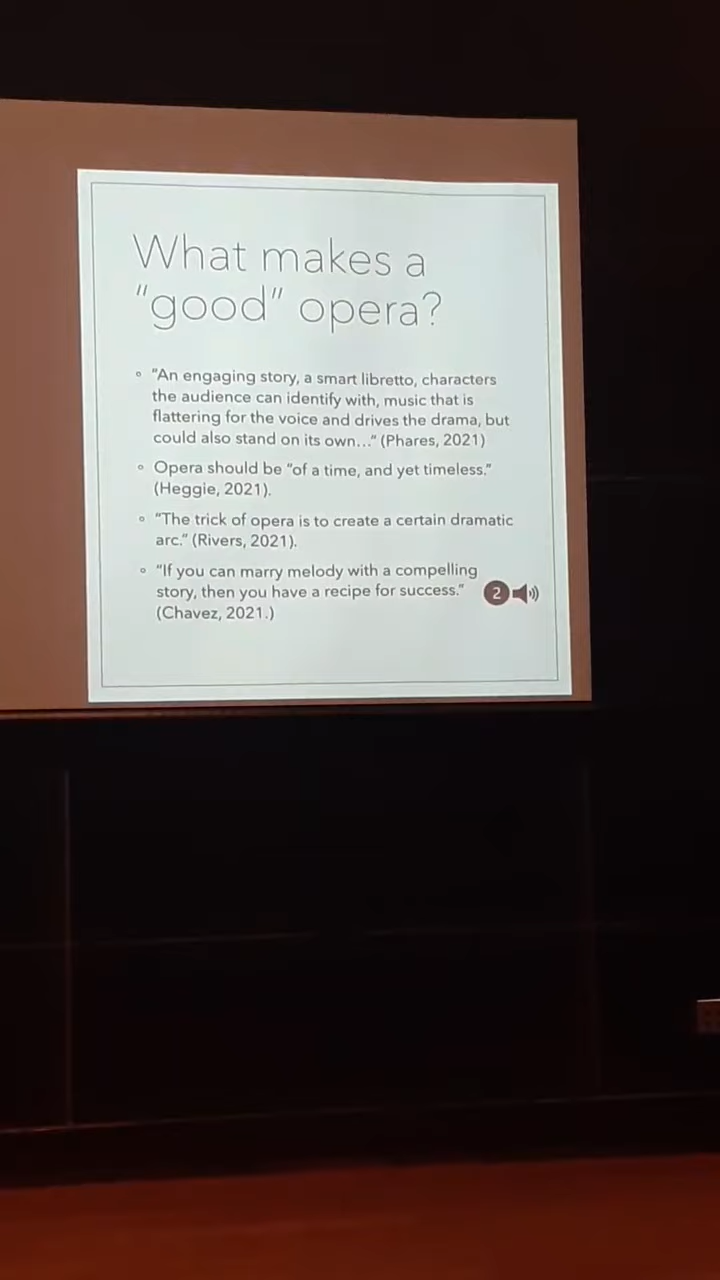 What makes a
"good" opera?
◦ "An engaging story, a smart libretto, characters
the audience can identify with, music that is
flattering for the voice and drives the drama, but
could also stand on its own..." (Phares, 2021)
◦ Opera should be "of a time, and yet timeless."
(Heggie, 2021).
◦ "The trick of opera is to create a certain dramatic
arc." (Rivers, 2021).
◦ "If you can marry melody with a compelling
story, then you have a recipe for success."
(Chavez, 2021.)
2